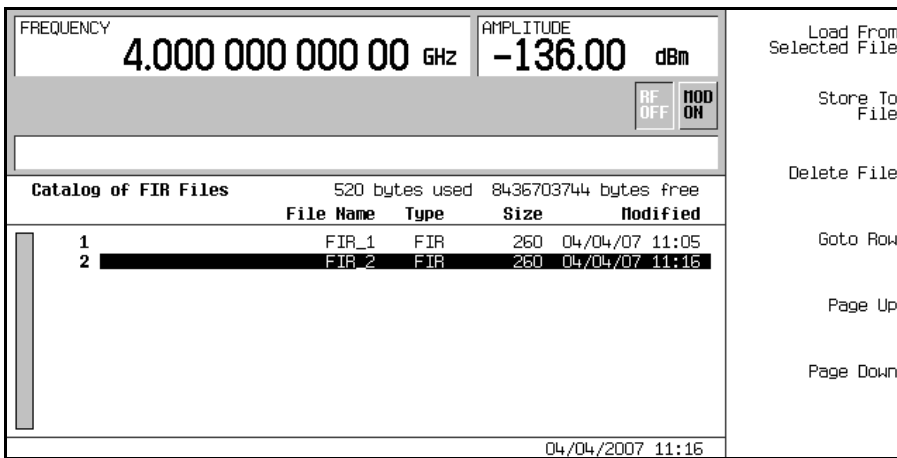 FREQUENCY
4.000 000 000 00 GHz
AMPLITUDE
-136.00 dBm
RF
OFF
MOD
ON
Catalog of FIR Files 520 bytes used 8436703744 bytes free
File Name Type Size Modified
1 FIR_1 FIR 260 04/04/07 11:05
2 FIR_2 FIR 260 04/04/07 11:16
04/04/2007 11:16
Load From
Selected File
Store To
File
Delete File
Goto Row
Page Up
Page Down